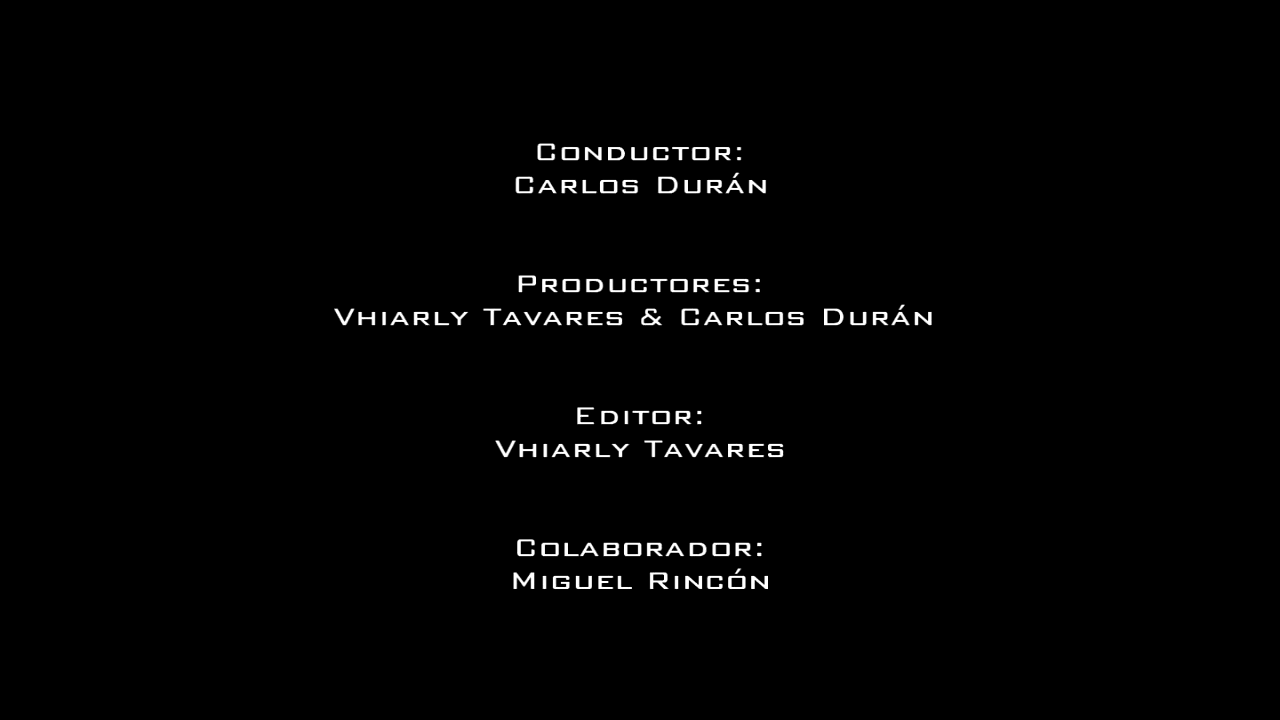 Conductor:
Carlos Durán
Productores:
Vhiarly Tavares & Carlos Durán
Editor:
Vhiarly Tavares
Colaborador:
Miguel Rincón